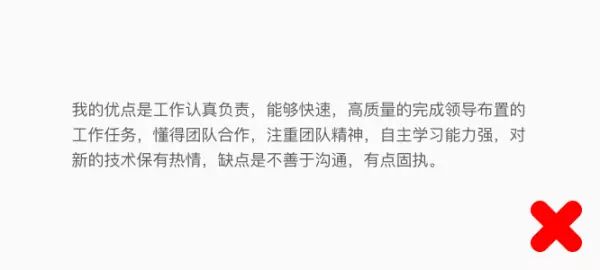 我的优点是工作认真负责，能够快速，高质量的完成领导布置的
工作任务，懂得团队合作，注重团队精神，自主学习能力强，对
新的技术保有热情，缺点是不善于沟通，有点固执。